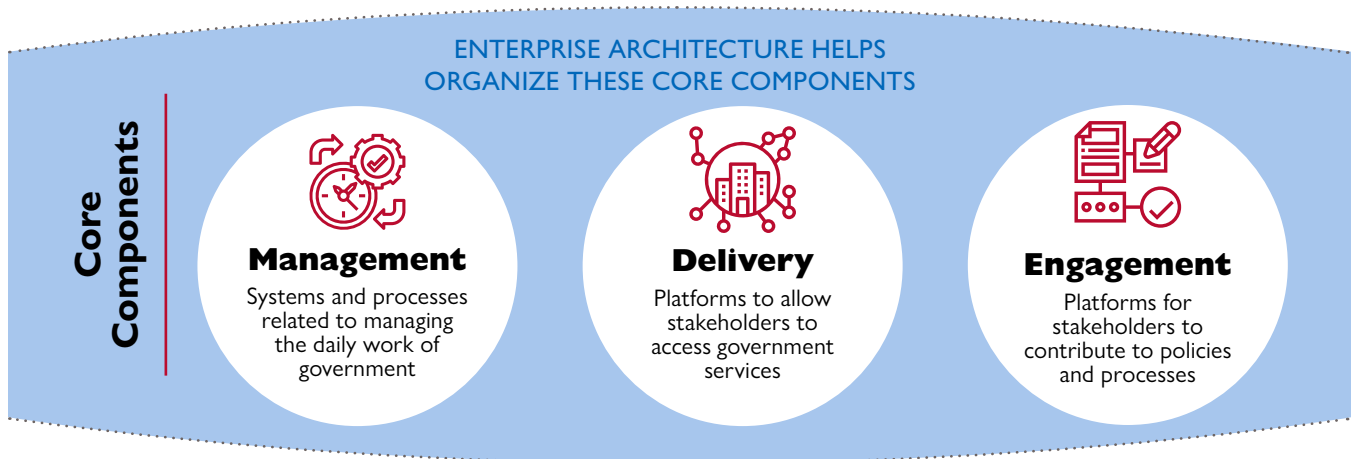 ENTERPRISE ARCHITECTURE HELPS
ORGANIZE THESE CORE COMPONENTS
Core
Components
Management
Systems and processes
related to managing
the daily work of
government
Delivery
Platforms to allow
stakeholders to
access government
services
Engagement
Platforms for
stakeholders to
contribute to policies
and processes